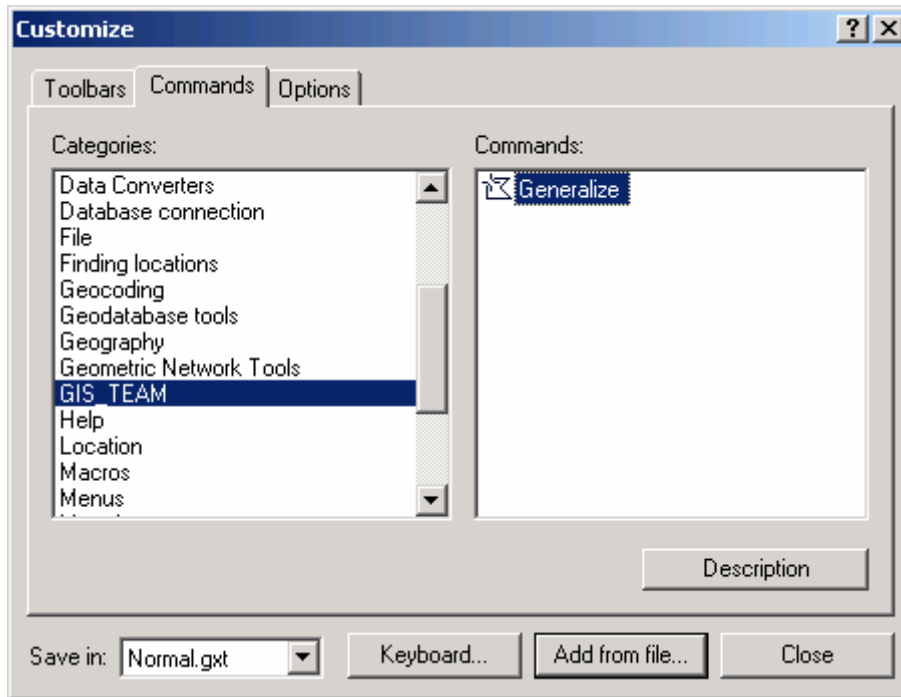 Customize
Toolbars Commands Options
Categories: Commands:
Data Converters
Database connection
File
Finding locations
Geocoding
Geodatabase tools
Geography
Geometric Network Tools
GIS_TEAM
Help
Location
Macros
Menus
Generalize
Description
Save in: Normal.gxt Keyboard... Add from file... Close